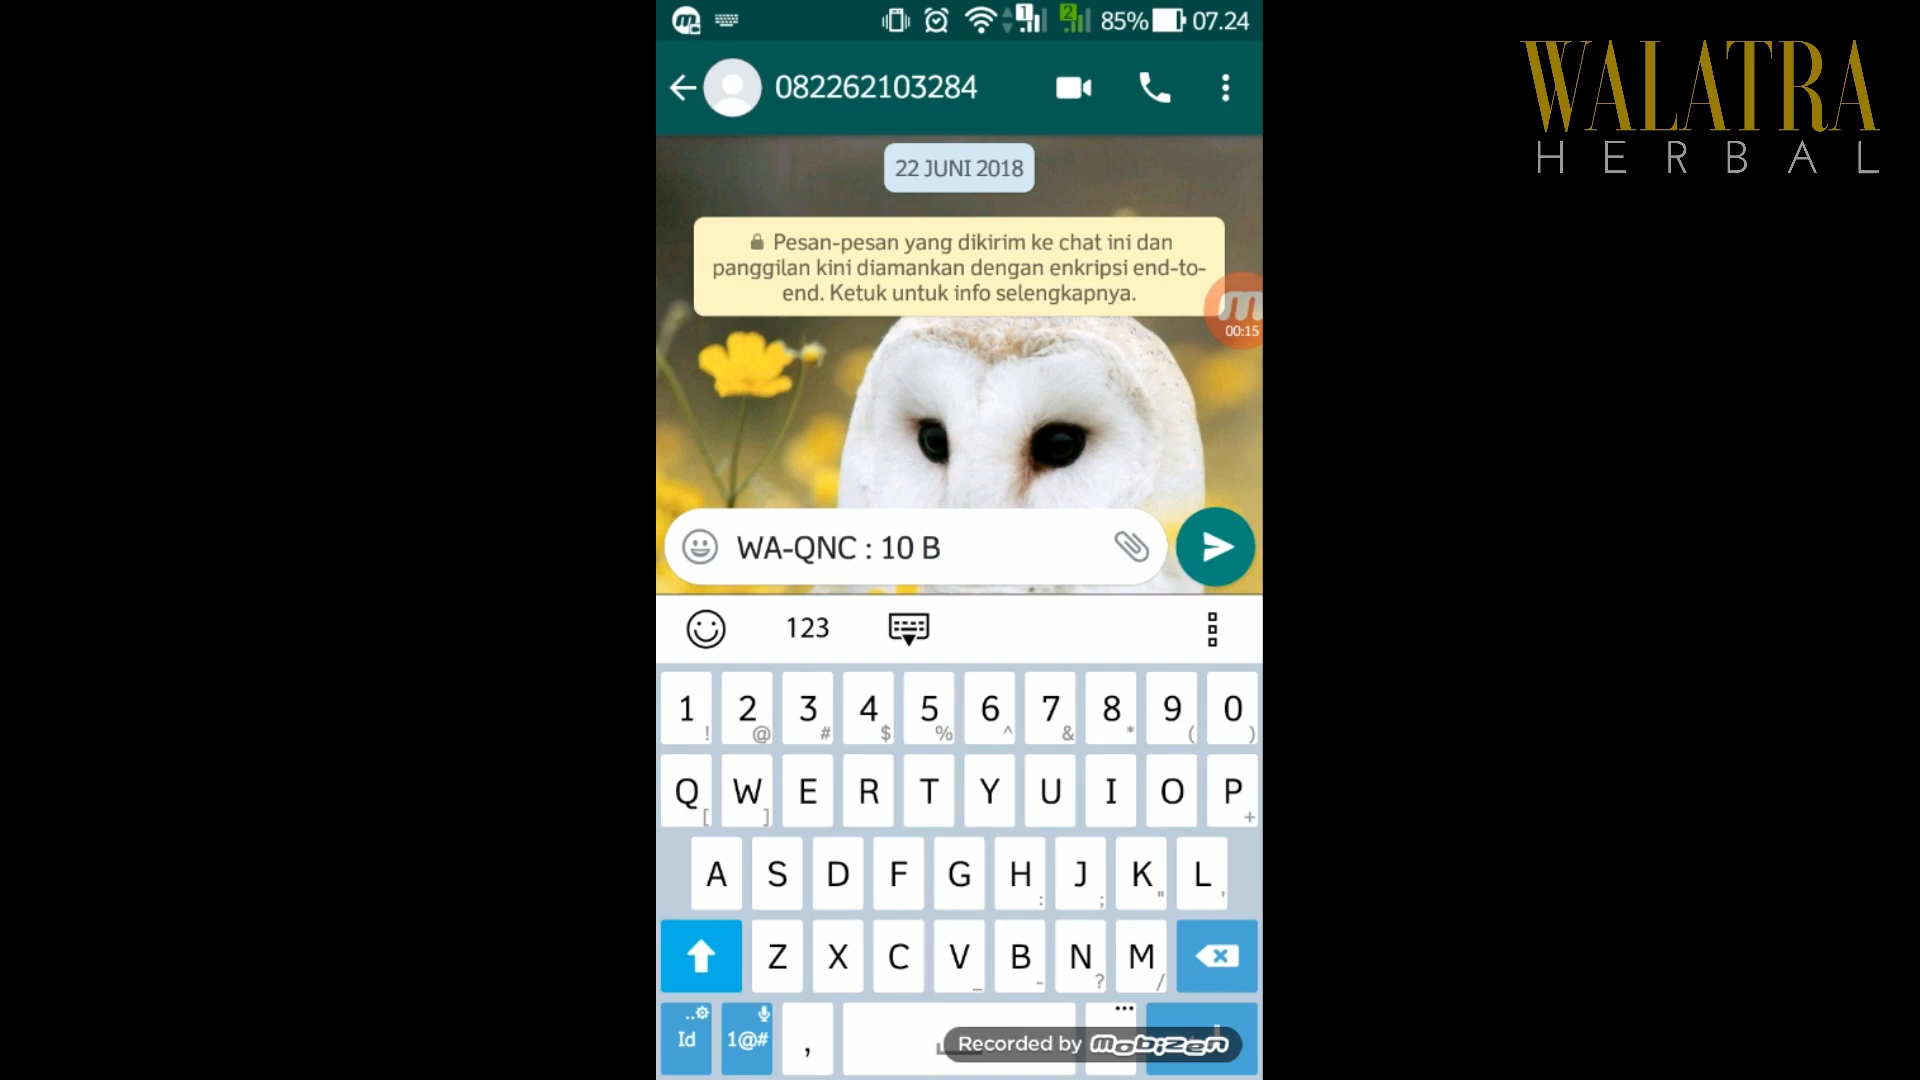 85% 07.24
082262103284
WALATRA
HERBAL
22 JUNI 2018
Pesan-pesan yang dikirim ke chat ini dan
panggilan kini diamankan dengan enkripsi end-to-
end. Ketuk untuk info selengkapnya.
00:15
WA-QNC : 10 B
123
1 ! 2 @ 3 # 4 $ 5 % 6 ^ 7 & 8 * 9 ( 0 )
Q [ W ] E R T Y U I O P +
A S D F G H : J ; K " L '
Z X C V _ B - N ? M /
Id 1@# ,
Recorded by mobizen